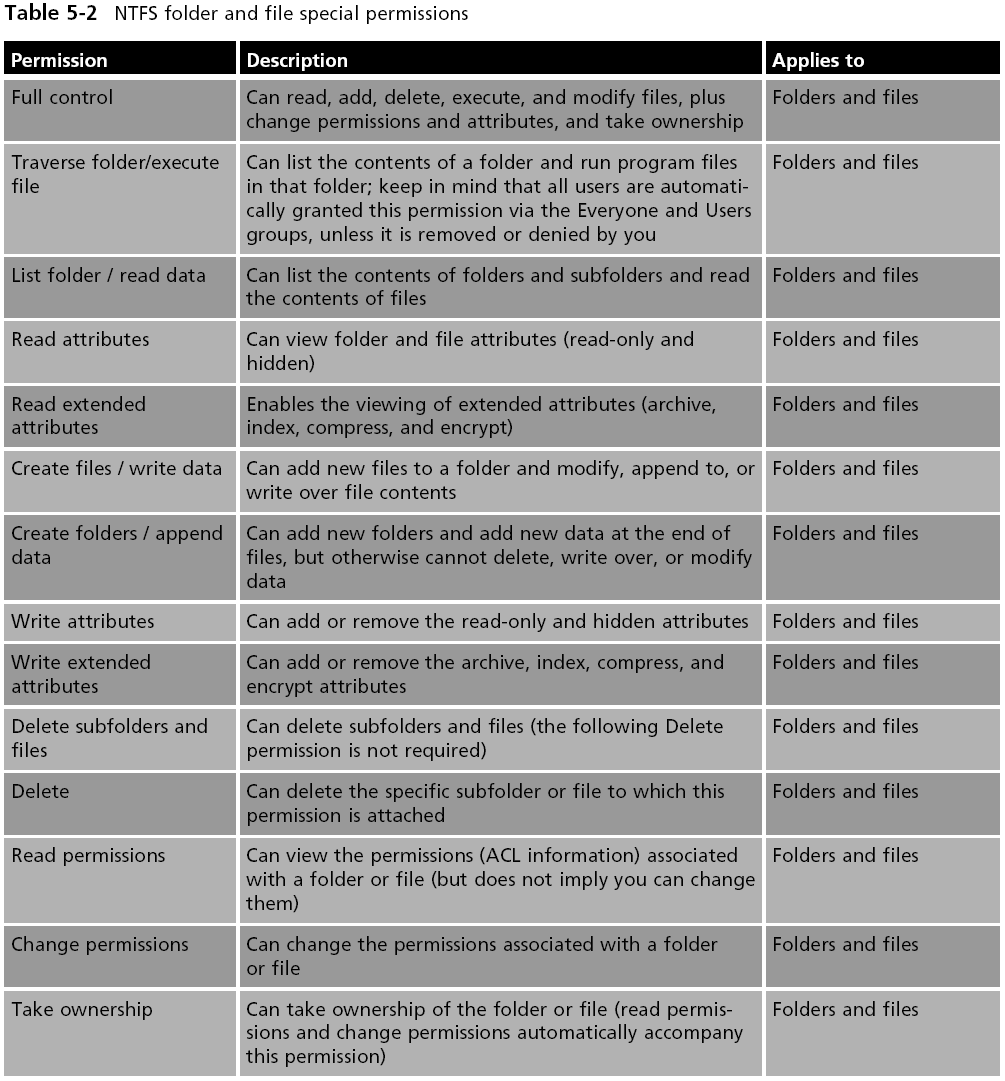 Table 5-2 NTFS folder and file special permissions
Permission Description Applies to
Full control Can read, add, delete, execute, and modify files, plus Folders and files
change permissions and attributes, and take ownership
Traverse folder/execute Can list the contents of a folder and run program files Folders and files
file in that folder; keep in mind that all users are automati-
cally granted this permission via the Everyone and Users
groups, unless it is removed or denied by you
List folder / read data Can list the contents of folders and subfolders and read Folders and files
the contents of files
Read attributes Can view folder and file attributes (read-only and Folders and files
hidden)
Read extended Enables the viewing of extended attributes (archive, Folders and files
attributes index, compress, and encrypt)
Create files / write data Can add new files to a folder and modify, append to, or Folders and files
write over file contents
Create folders / append Can add new folders and add new data at the end of Folders and files
data files, but otherwise cannot delete, write over, or modify
data
Write attributes Can add or remove the read-only and hidden attributes Folders and files
Write extended Can add or remove the archive, index, compress, and Folders and files
attributes encrypt attributes
Delete subfolders and Can delete subfolders and files (the following Delete Folders and files
files permission is not required)
Delete Can delete the specific subfolder or file to which this Folders and files
permission is attached
Read permissions Can view the permissions (ACL information) associated Folders and files
with a folder or file (but does not imply you can change
them)
Change permissions Can change the permissions associated with a folder Folders and files
or file
Take ownership Can take ownership of the folder or file (read permis- Folders and files
sions and change permissions automatically accompany
this permission)